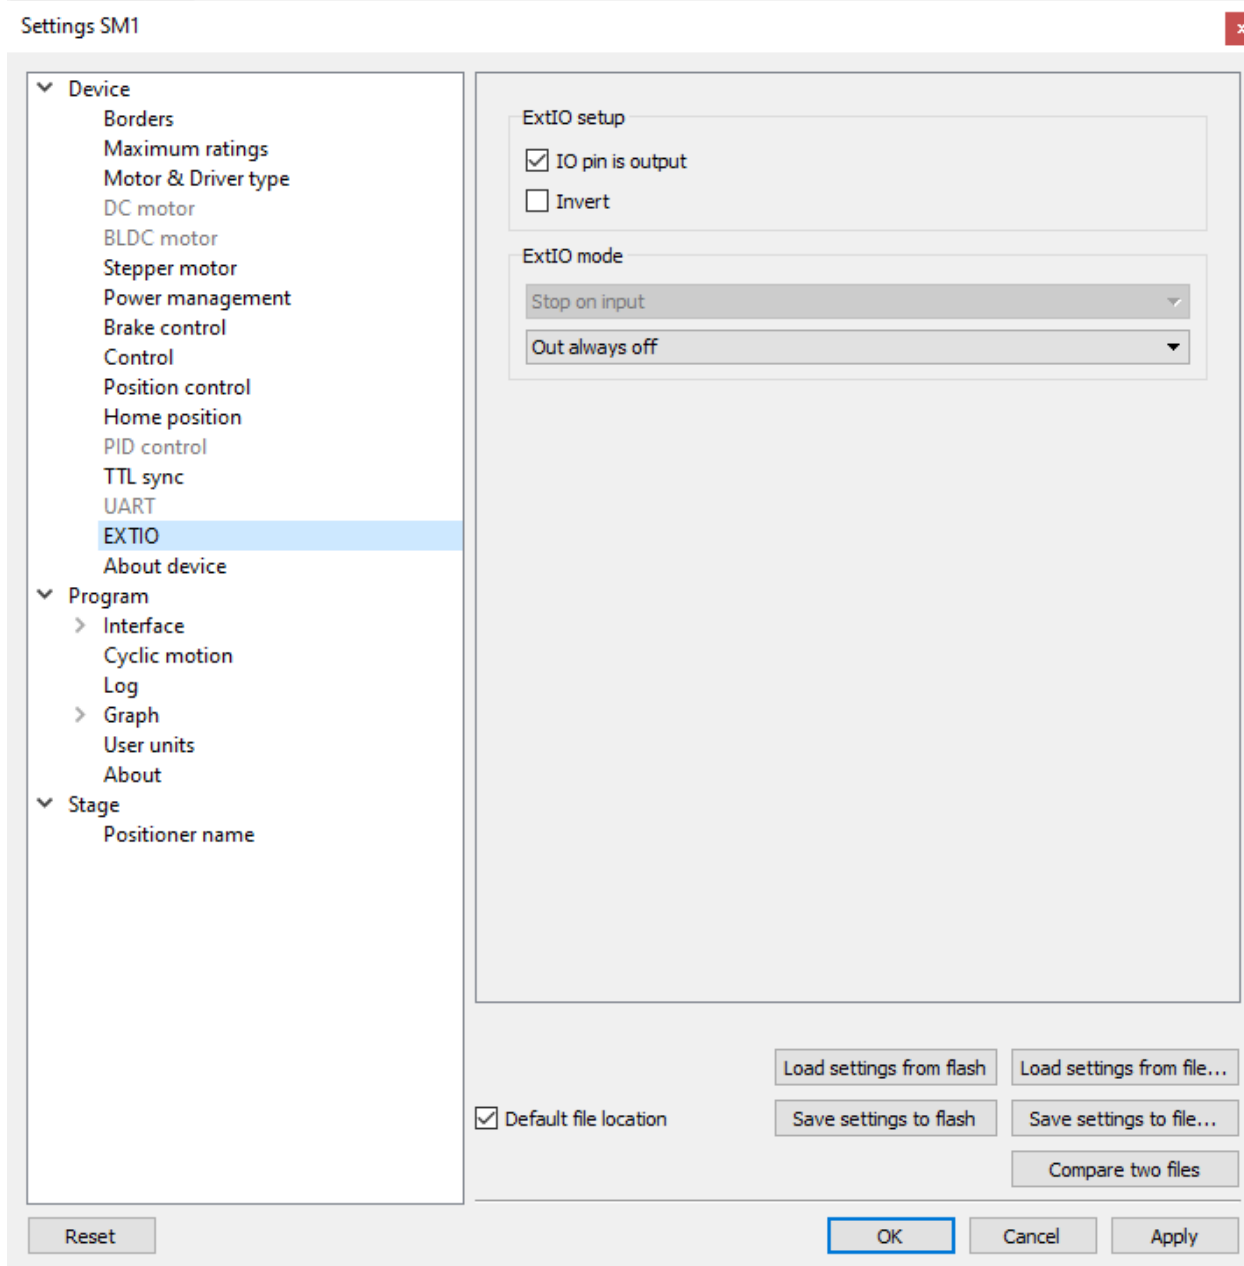 Settings SM1
Device
Borders
Maximum ratings
Motor & Driver type
DC motor
BLDC motor
Stepper motor
Power management
Brake control
Control
Position control
Home position
PID control
TTL sync
UART
EXTIO
About device
Program
Interface
Cyclic motion
Log
Graph
User units
About
Stage
Positioner name
ExtIO setup
IO pin is output
Invert
ExtIO mode
Stop on input
Out always off
Load settings from flash
Load settings from file...
Default file location
Save settings to flash
Save settings to file...
Compare two files
Reset
OK
Cancel
Apply